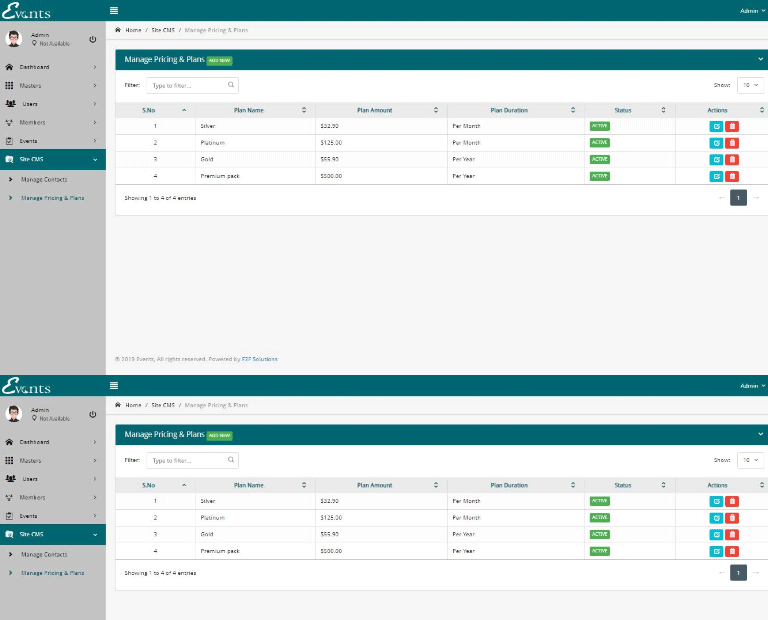 Events
Admin
Admin
Not Available
Dashboard
Masters
Users
Members
Events
Site CMS
Manage Contacts
Manage Pricing & Plans
Home / Site CMS / Manage Pricing & Plans
Manage Pricing & Plans ADD NEW
Filter: Type to filter... Show: 10
S.No Plan Name Plan Amount Plan Duration Status Actions
1 Silver $32.90 Per Month ACTIVE
2 Platinum $125.00 Per Month ACTIVE
3 Gold $55.90 Per Year ACTIVE
4 Premium pack $500.00 Per Year ACTIVE
Showing 1 to 4 of 4 entries ← 1 →
© 2019 Events, All rights reserved. Powered by F2F Solutions
Events
Admin
Admin
Not Available
Dashboard
Masters
Users
Members
Events
Site CMS
Manage Contacts
Manage Pricing & Plans
Home / Site CMS / Manage Pricing & Plans
Manage Pricing & Plans ADD NEW
Filter: Type to filter... Show: 10
S.No Plan Name Plan Amount Plan Duration Status Actions
1 Silver $32.90 Per Month ACTIVE
2 Platinum $125.00 Per Month ACTIVE
3 Gold $55.90 Per Year ACTIVE
4 Premium pack $500.00 Per Year ACTIVE
Showing 1 to 4 of 4 entries ← 1 →